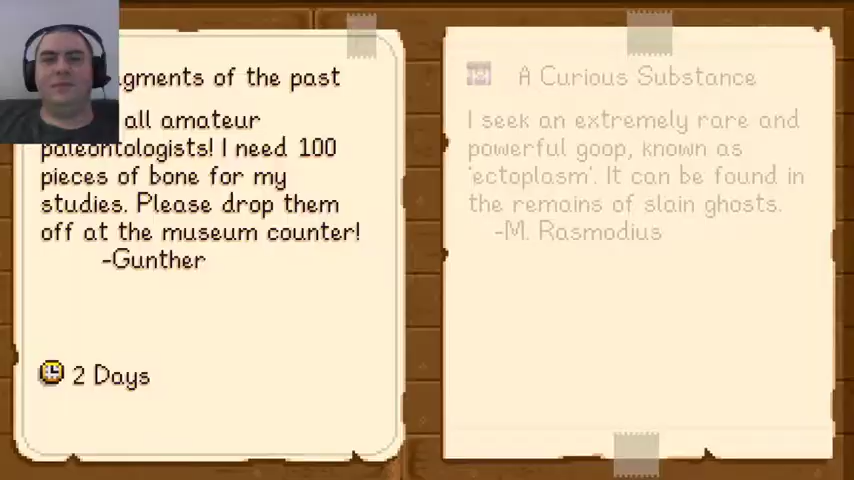 gments of the past
all amateur
paleontologists! I need 100
pieces of bone for my
studies. Please drop them
off at the museum counter!
-Gunther
2 Days
A Curious Substance
I seek an extremely rare and
powerful goop, known as
'ectoplasm'. It can be found in
the remains of slain ghosts.
-M. Rasmodius